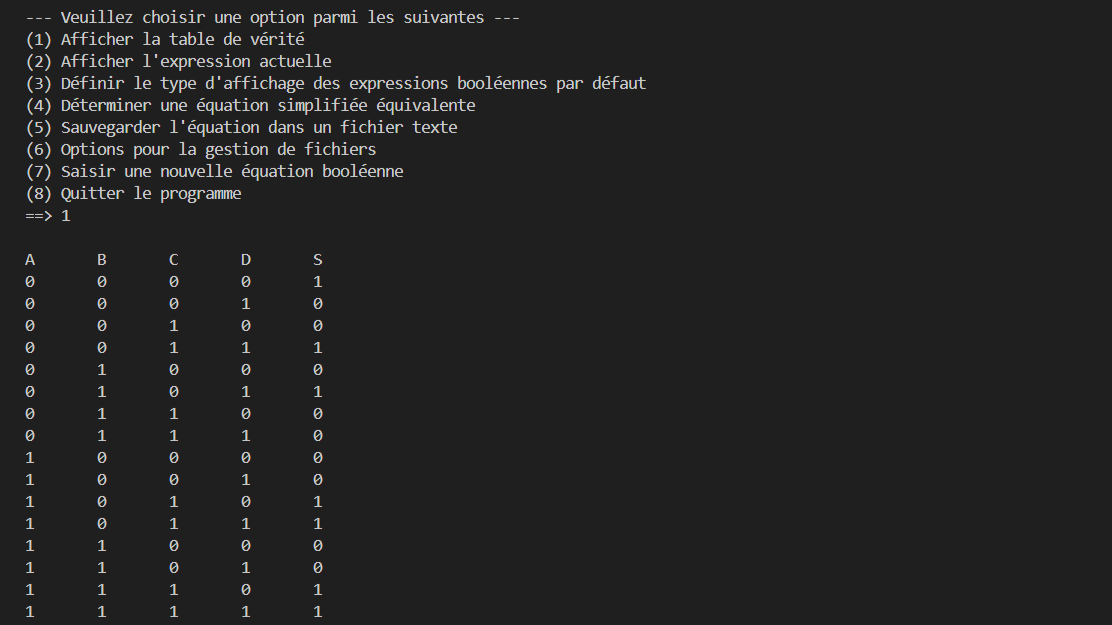 --- Veuillez choisir une option parmi les suivantes ---
(1) Afficher la table de vérité
(2) Afficher l'expression actuelle
(3) Définir le type d'affichage des expressions booléennes par défaut
(4) Déterminer une équation simplifiée équivalente
(5) Sauvegarder l'équation dans un fichier texte
(6) Options pour la gestion de fichiers
(7) Saisir une nouvelle équation booléenne
(8) Quitter le programme
==> 1
A B C D S
0 0 0 0 1
0 0 0 1 0
0 0 1 0 0
0 0 1 1 1
0 1 0 0 0
0 1 0 1 1
0 1 1 0 0
0 1 1 1 0
1 0 0 0 0
1 0 0 1 0
1 0 1 0 1
1 0 1 1 1
1 1 0 0 0
1 1 0 1 0
1 1 1 0 1
1 1 1 1 1